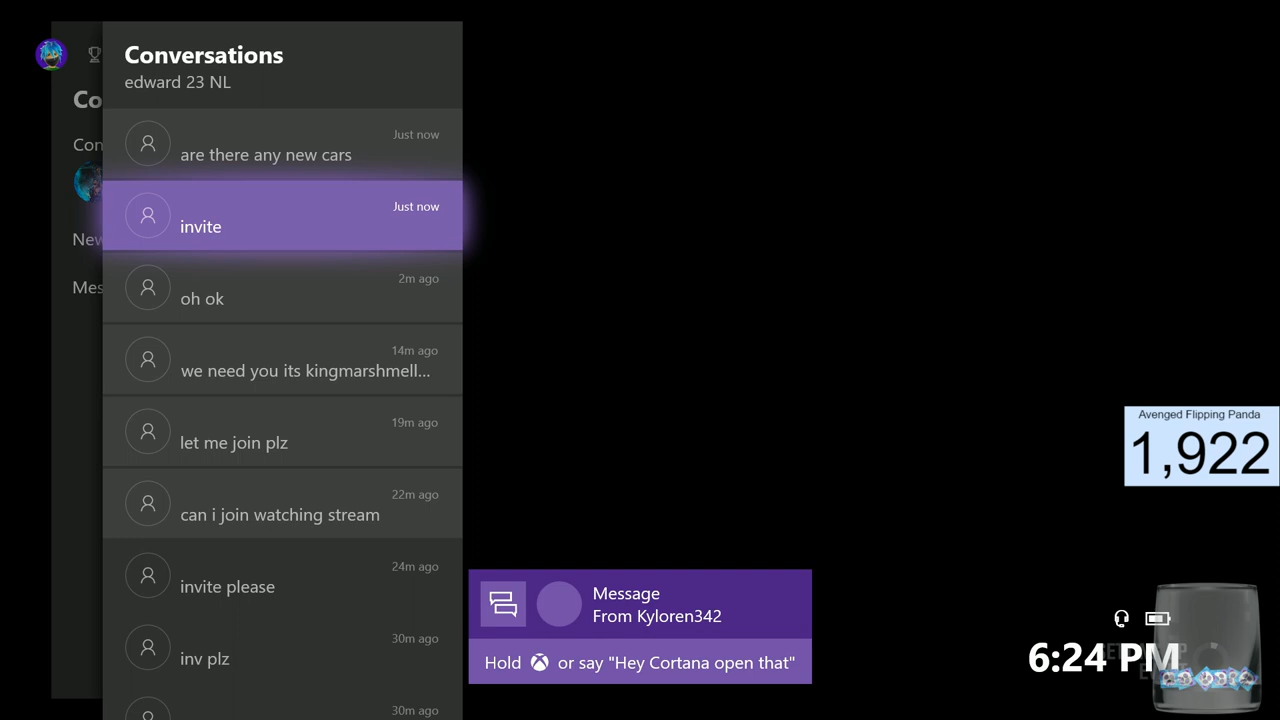 Conversations
edward 23 NL
Co
Con
New
Mes
Just now
are there any new cars
Just now
invite
2m ago
oh ok
14m ago
we need you its kingmarshmell...
19m ago
let me join plz
22m ago
can i join watching stream
24m ago
invite please
30m ago
inv plz
30m ago
Avenged Flipping Panda
1,922
Message
From Kyloren342
Hold or say "Hey Cortana open that"
6:24 PM